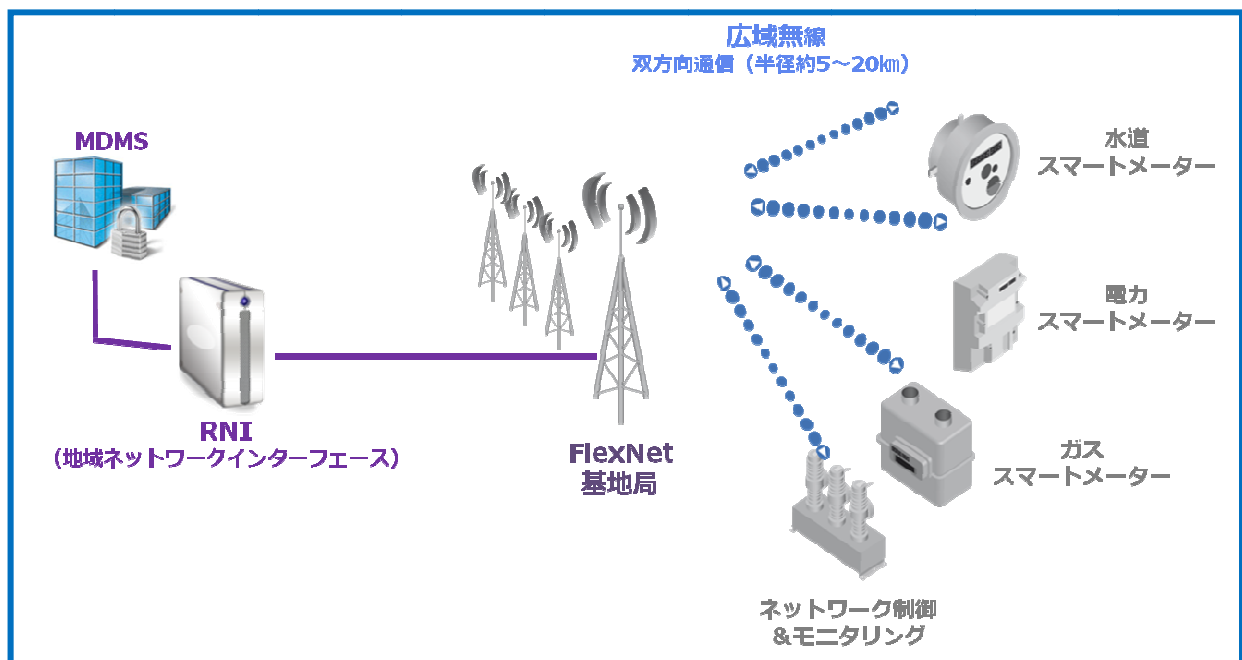 広域無線
双方向通信（半径約5～20㎞）
MDMS
水道
スマートメーター
電力
スマートメーター
RNI
（地域ネットワークインターフェース）
FlexNet
基地局
ガス
スマートメーター
ネットワーク制御
&モニタリング